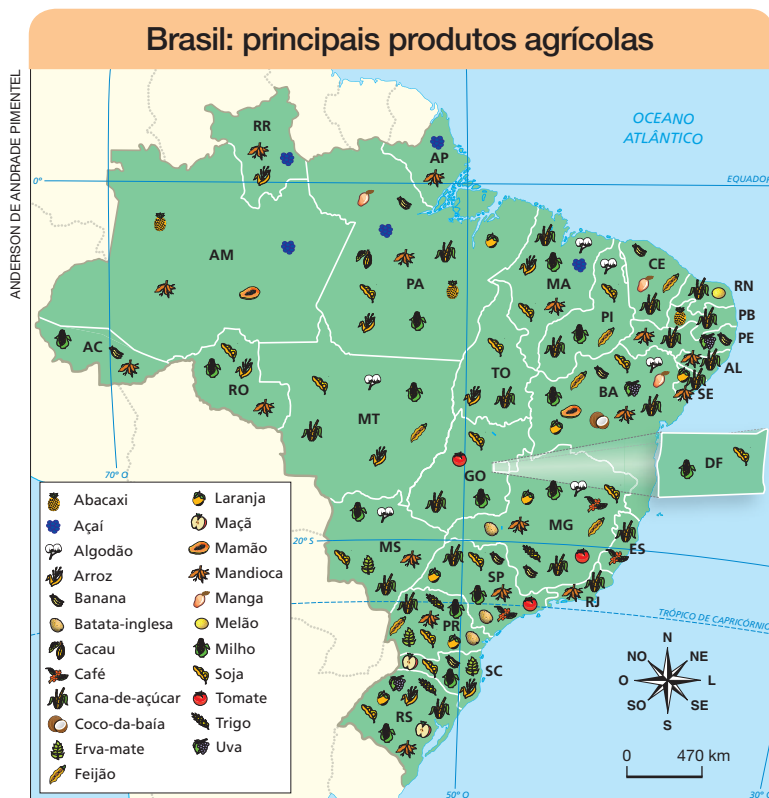 Brasil: principais produtos agrícolas
ANDERSON DE ANDRADE PIMENTEL
OCEANO
ATLÂNTICO
RR
AP
0°
EQUADOR
AM
PA
MA
CE
RN
PI
PB
PE
AC
TO
AL
RO
BA
SE
MT
DF
70° O
GO
MG
20° S
MS
ES
SP
RJ
TRÓPICO DE CAPRICÓRNIO
PR
SC
RS
Abacaxi
Açaí
Algodão
Arroz
Banana
Batata-inglesa
Cacau
Café
Cana-de-açúcar
Coco-da-baía
Erva-mate
Feijão
Laranja
Maçã
Mamão
Mandioca
Manga
Melão
Milho
Soja
Tomate
Trigo
Uva
N
NO NE
O L
SO SE
S
0 470 km
50° O
30° O